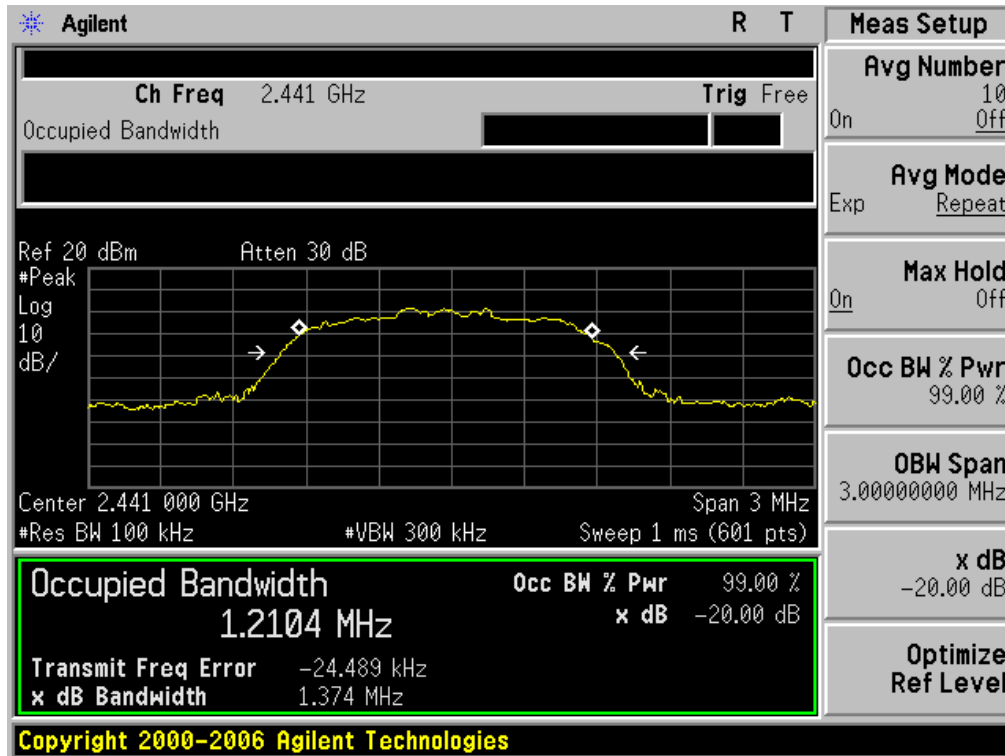 Agilent R T
Ch Freq 2.441 GHz Trig Free
Occupied Bandwidth
Ref 20 dBm Atten 30 dB
#Peak
Log
10
dB/
Center 2.441 000 GHz Span 3 MHz
#Res BW 100 kHz #VBW 300 kHz Sweep 1 ms (601 pts)
Occupied Bandwidth Occ BW % Pwr 99.00 %
1.2104 MHz x dB -20.00 dB
Transmit Freq Error -24.489 kHz
x dB Bandwidth 1.374 MHz
Copyright 2000-2006 Agilent Technologies
Meas Setup
Avg Number
10
On Off
Avg Mode
Exp Repeat
Max Hold
On Off
Occ BW % Pwr
99.00 %
OBW Span
3.00000000 MHz
x dB
-20.00 dB
Optimize
Ref Level